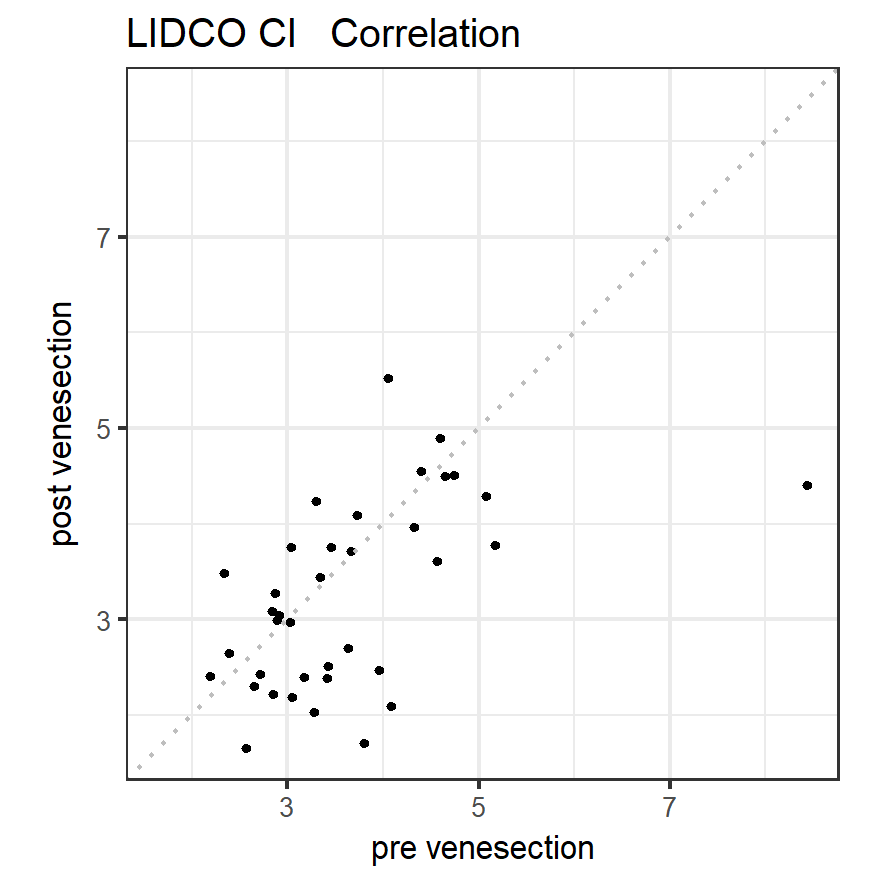 LIDCO CI   Correlation
7
5
3
post venesection
3 5 7
pre venesection